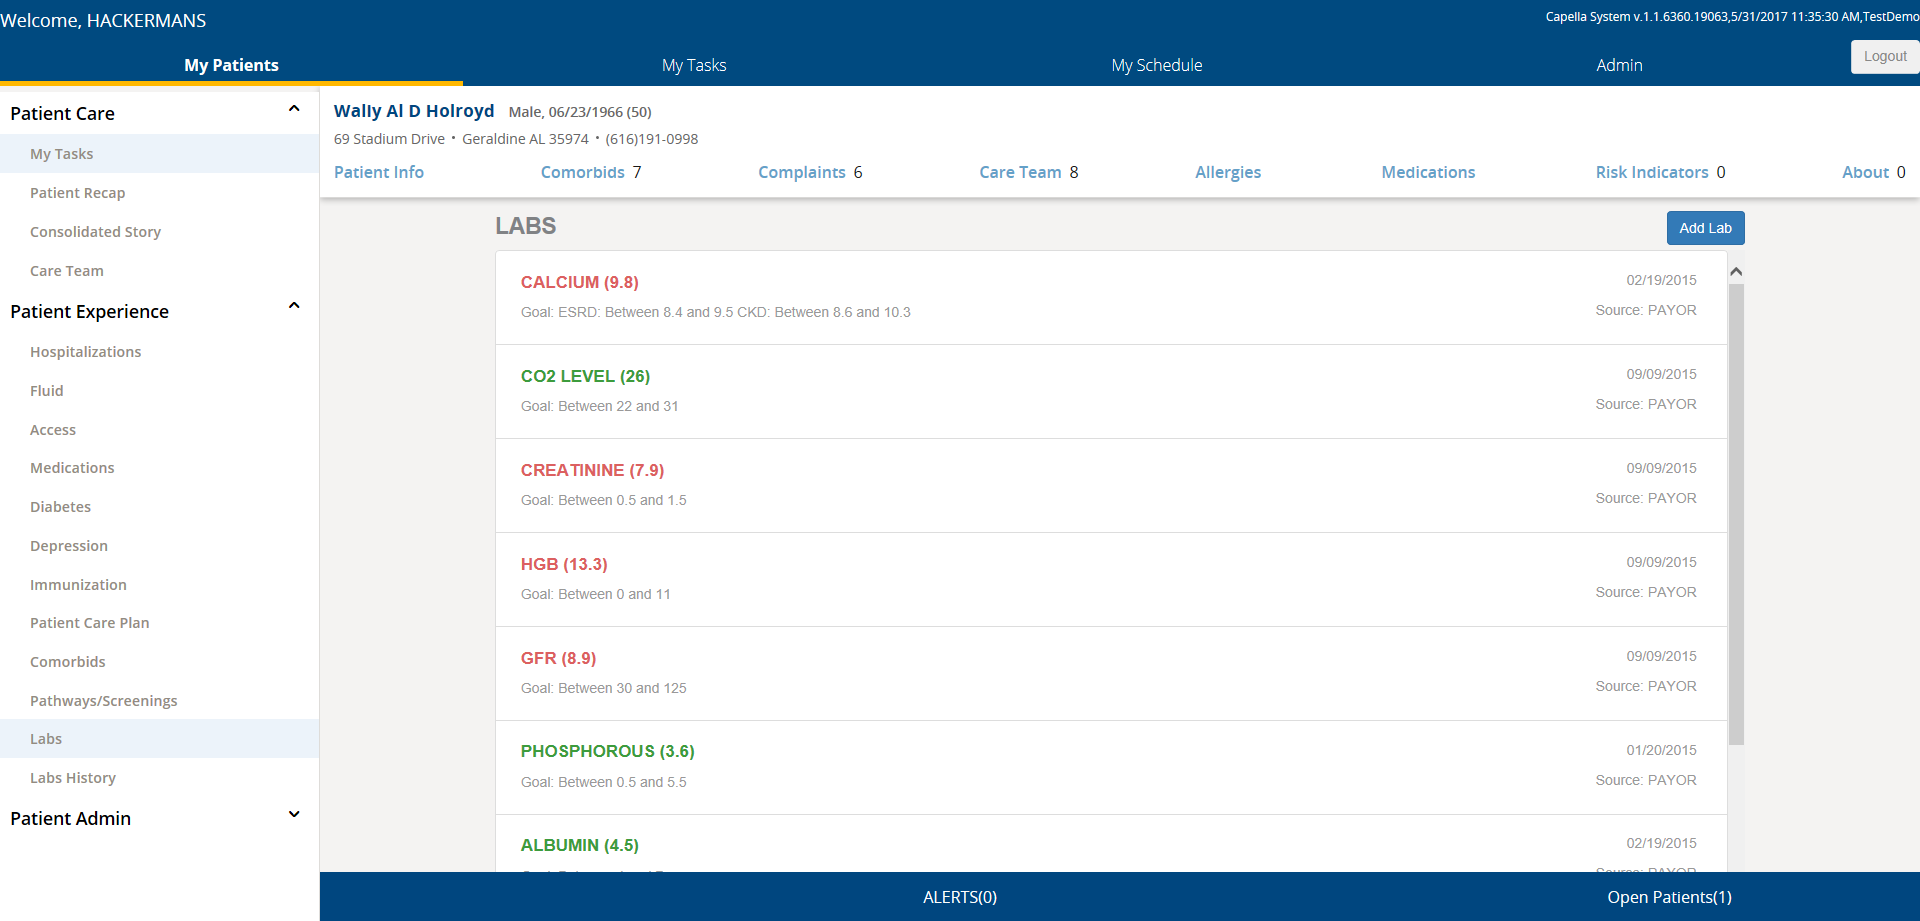 Welcome, HACKERMANS
Capella System v.1.1.6360.19063,5/31/2017 11:35:30 AM,TestDemo
My Patients
My Tasks
My Schedule
Admin
Logout
Patient Care
My Tasks
Patient Recap
Consolidated Story
Care Team
Patient Experience
Hospitalizations
Fluid
Access
Medications
Diabetes
Depression
Immunization
Patient Care Plan
Comorbids
Pathways/Screenings
Labs
Labs History
Patient Admin
Wally Al D Holroyd Male, 06/23/1966 (50)
69 Stadium Drive • Geraldine AL 35974 • (616)191-0998
Patient Info
Comorbids 7
Complaints 6
Care Team 8
Allergies
Medications
Risk Indicators 0
About 0
LABS
Add Lab
CALCIUM (9.8)
02/19/2015
Goal: ESRD: Between 8.4 and 9.5 CKD: Between 8.6 and 10.3
Source: PAYOR
CO2 LEVEL (26)
09/09/2015
Goal: Between 22 and 31
Source: PAYOR
CREATININE (7.9)
09/09/2015
Goal: Between 0.5 and 1.5
Source: PAYOR
HGB (13.3)
09/09/2015
Goal: Between 0 and 11
Source: PAYOR
GFR (8.9)
09/09/2015
Goal: Between 30 and 125
Source: PAYOR
PHOSPHOROUS (3.6)
01/20/2015
Goal: Between 0.5 and 5.5
Source: PAYOR
ALBUMIN (4.5)
02/19/2015
Source: PAYOR
ALERTS(0)
Open Patients(1)